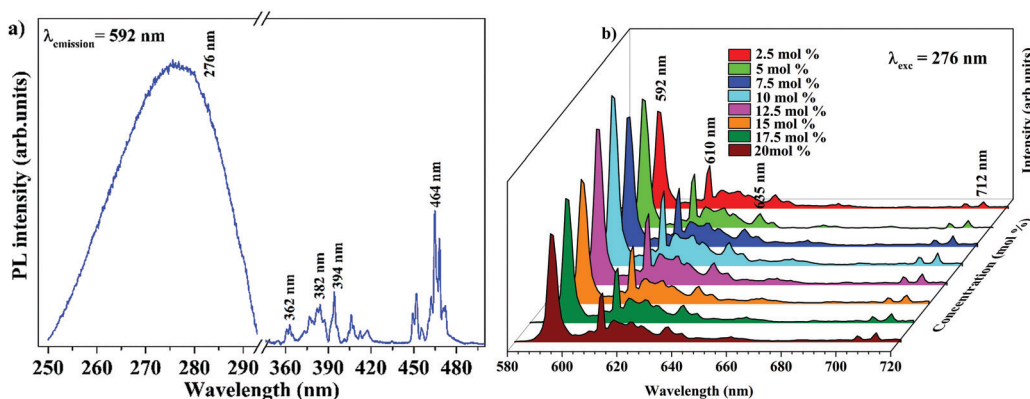 a)
λemission = 592 nm
276 nm
362 nm
382 nm
394 nm
464 nm
PL intensity (arb.units)
250 260 270 280 290 360 390 420 450 480
Wavelength (nm)
b)
λexc = 276 nm
2.5 mol %
5 mol %
7.5 mol %
10 mol %
12.5 mol %
15 mol %
17.5 mol %
20mol %
592 nm
610 nm
635 nm
712 nm
Intensity (arb units)
Concentration (mol %)
580 600 620 640 660 680 700 720
Wavelength (nm)